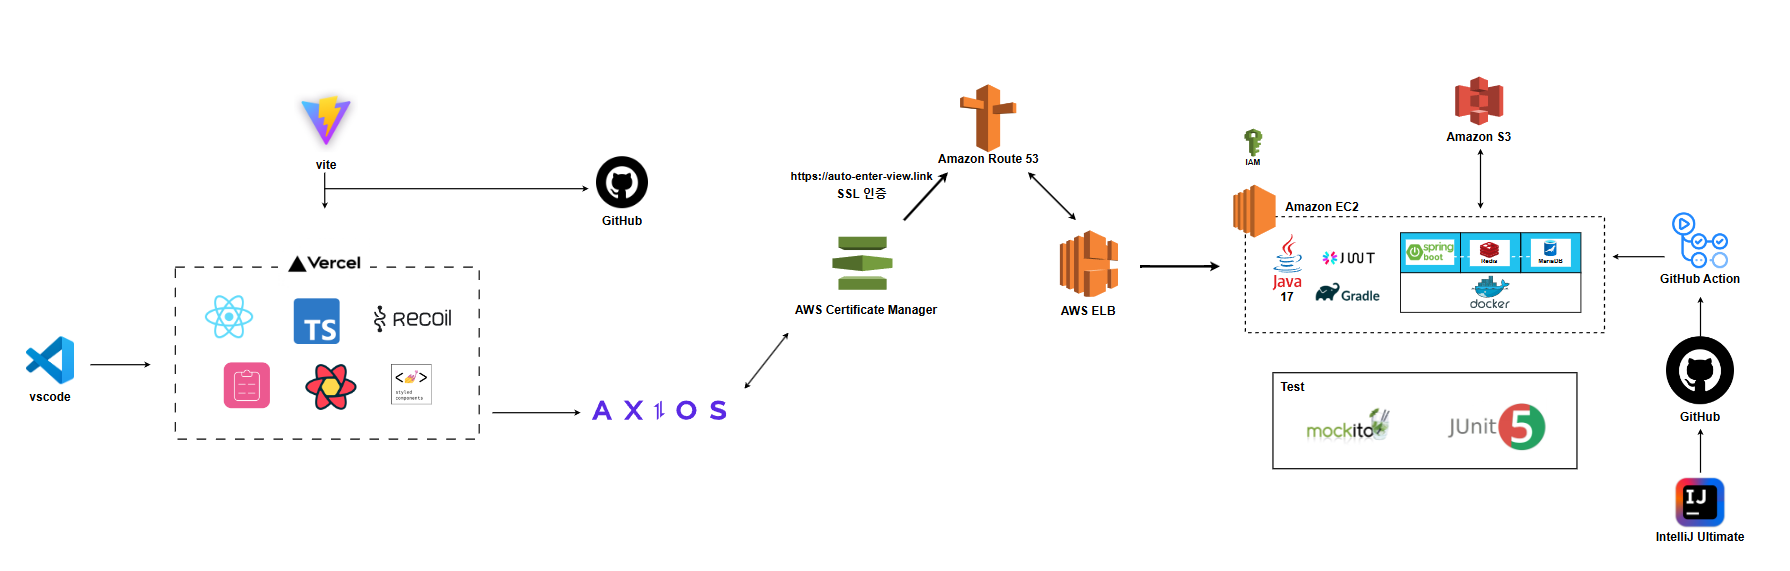 vite
GitHub
Vercel
TS
RECOIL
styled
components
vscode
AXIOS
Amazon Route 53
https://auto-enter-view.link
SSL 인증
AWS Certificate Manager
AWS ELB
IAM
Amazon S3
Amazon EC2
Java
17
JWT
Gradle
spring
boot
Redis
MariaDB
docker
GitHub Action
GitHub
Test
mockito
JUnit 5
IJ
IntelliJ Ultimate